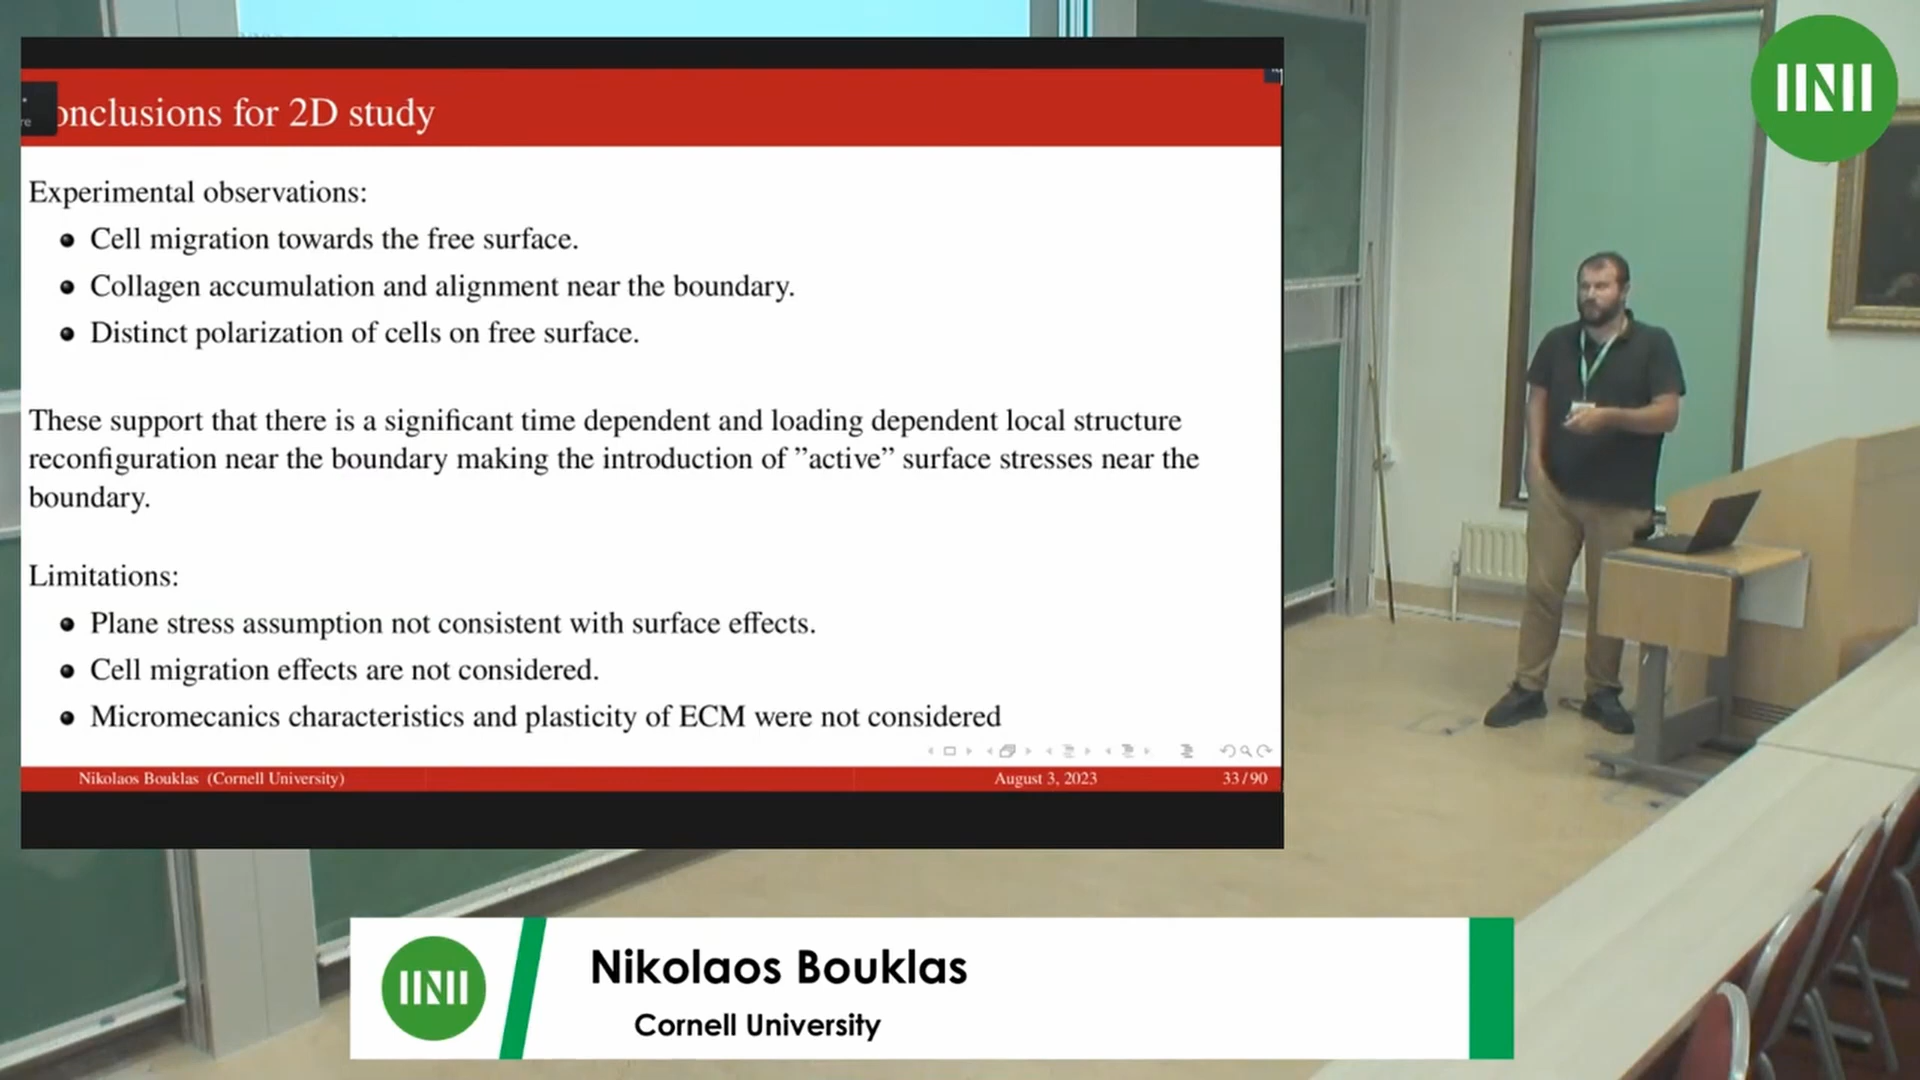 onclusions for 2D study
Experimental observations:
Cell migration towards the free surface.
Collagen accumulation and alignment near the boundary.
Distinct polarization of cells on free surface.
These support that there is a significant time dependent and loading dependent local structure
reconfiguration near the boundary making the introduction of ”active” surface stresses near the
boundary.
Limitations:
Plane stress assumption not consistent with surface effects.
Cell migration effects are not considered.
Micromecanics characteristics and plasticity of ECM were not considered
Nikolaos Bouklas (Cornell University)
August 3, 2023
33/90
Nikolaos Bouklas
Cornell University